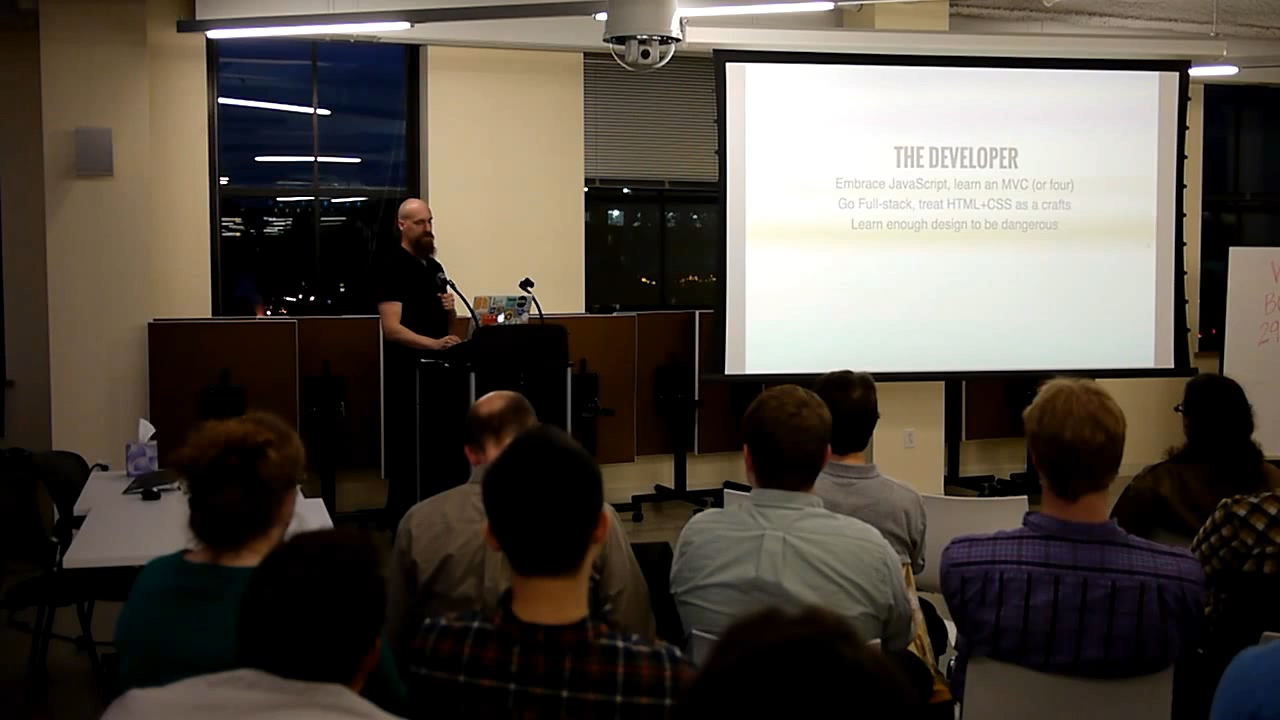 THE DEVELOPER
Embrace JavaScript, learn an MVC (or four)
Go Full-stack, treat HTML+CSS as a crafts
Learn enough design to be dangerous